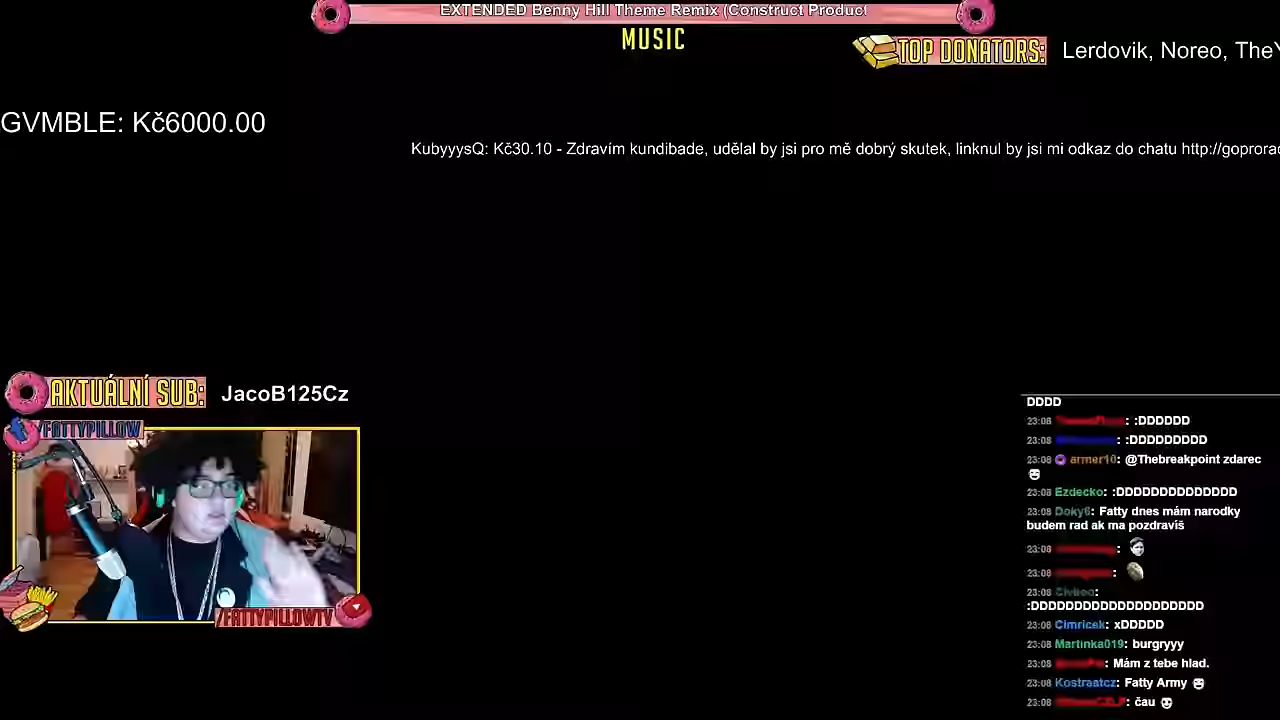 EXTENDED Benny Hill Theme Remix (Construct Product
MUSIC
TOP DONATORS: Lerdovik, Noreo, TheY
GVMBLE: Kč6000.00
KubyyysQ: Kč30.10 - Zdravím kundibade, udělal by jsi pro mě dobrý skutek, linknul by jsi mi odkaz do chatu http://goprorac
AKTUÁLNÍ SUB: JacoB125Cz
/FATTYPILLOW
/FATTYPILLOWTV
DDDD
23:08 : :DDDDDD
23:08 : :DDDDDDDDD
23:08 armer10: @Thebreakpoint zdarec
23:08 Ezdecko: :DDDDDDDDDDDDDD
23:08 Doky6: Fatty dnes mám narodky
budem rad ak ma pozdravíš
23:08 :
23:08 :
23:08 :
:DDDDDDDDDDDDDDDDDDDD
23:08 Cimricek: xDDDDD
23:08 Martinka019: burgryyy
23:08 : Mám z tebe hlad.
23:08 Kostraatcz: Fatty Army
23:08 : čau